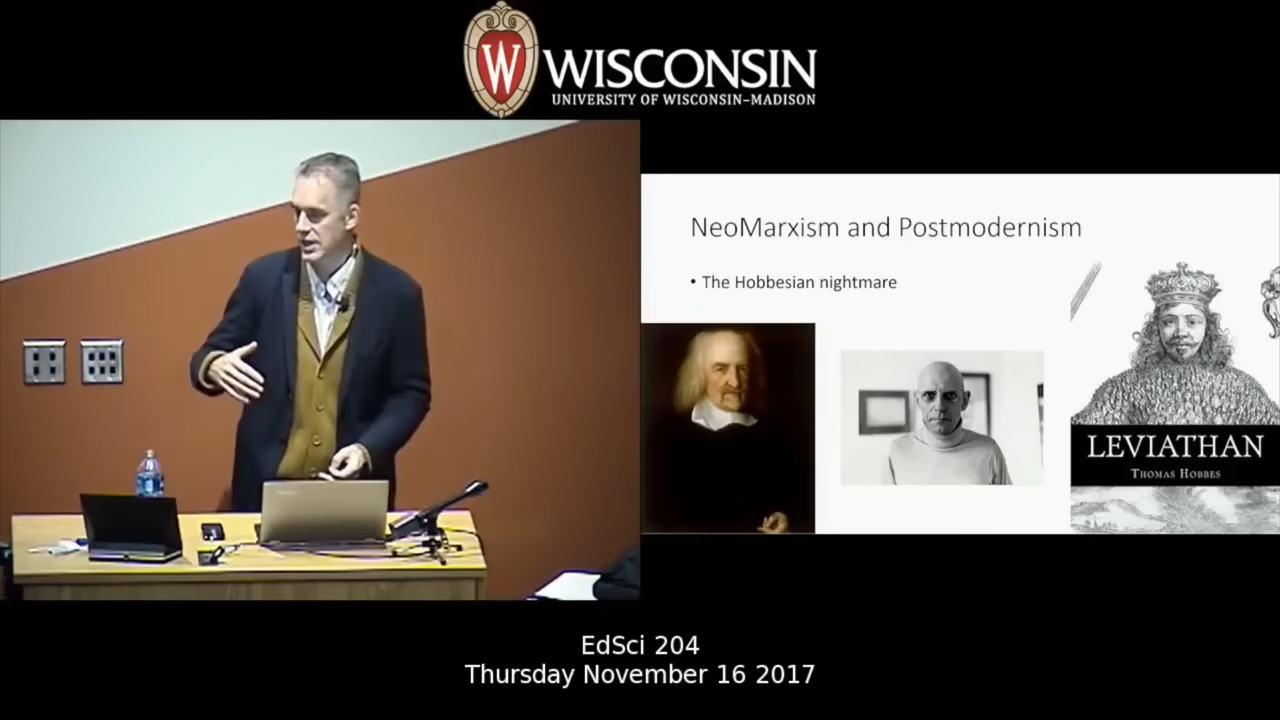 W
WISCONSIN
UNIVERSITY OF WISCONSIN–MADISON
NeoMarxism and Postmodernism
• The Hobbesian nightmare
LEVIATHAN
THOMAS HOBBES
EdSci 204
Thursday November 16 2017